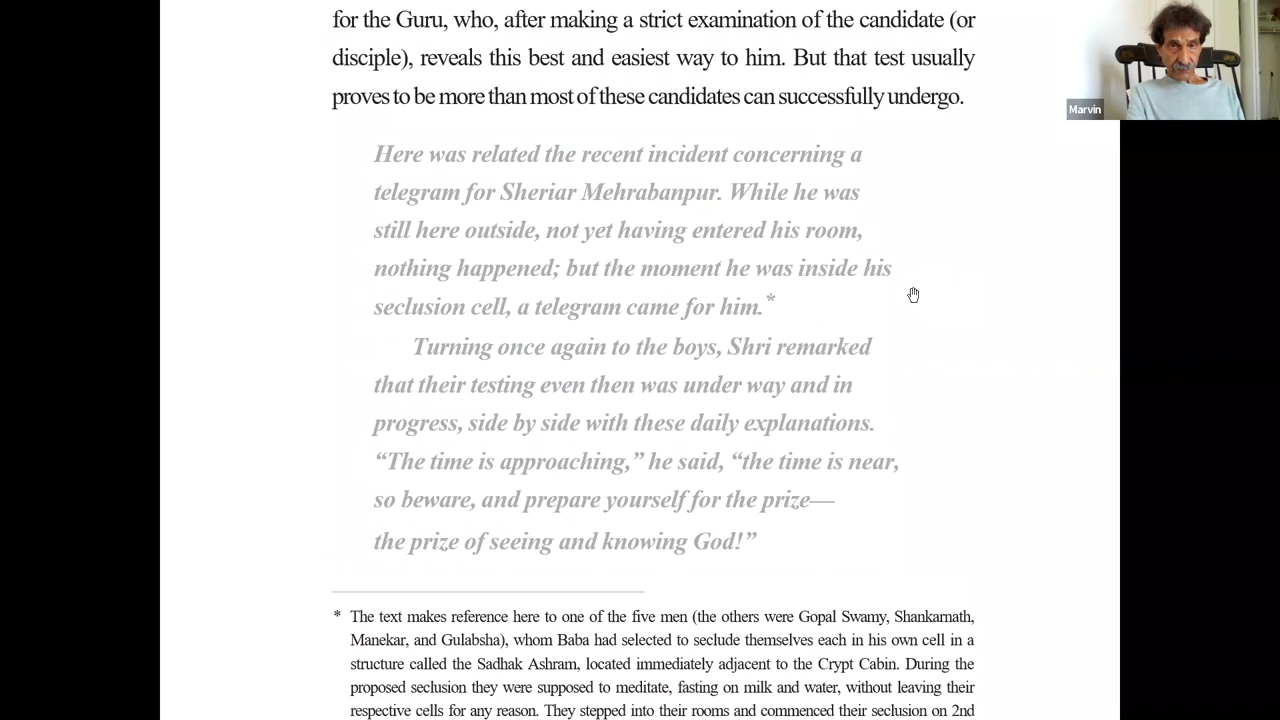 for the Guru, who, after making a strict examination of the candidate (or
disciple), reveals this best and easiest way to him. But that test usually
proves to be more than most of these candidates can successfully undergo.
Marvin
Here was related the recent incident concerning a
telegram for Sheriar Mehrabanpur. While he was
still here outside, not yet having entered his room,
nothing happened; but the moment he was inside his
seclusion cell, a telegram came for him.*
Turning once again to the boys, Shri remarked
that their testing even then was under way and in
progress, side by side with these daily explanations.
“The time is approaching,” he said, “the time is near,
so beware, and prepare yourself for the prize—
the prize of seeing and knowing God!”
* The text makes reference here to one of the five men (the others were Gopal Swamy, Shankarnath,
Manekar, and Gulabsha), whom Baba had selected to seclude themselves each in his own cell in a
structure called the Sadhak Ashram, located immediately adjacent to the Crypt Cabin. During the
proposed seclusion they were supposed to meditate, fasting on milk and water, without leaving their
respective cells for any reason. They stepped into their rooms and commenced their seclusion on 2nd